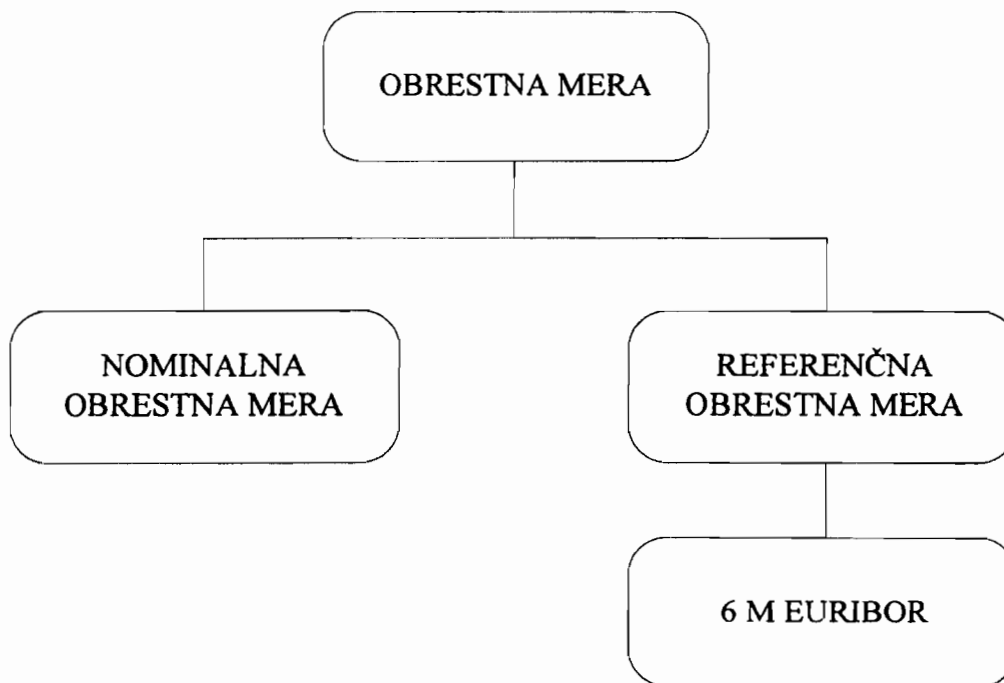 OBRESTNA MERA
NOMINALNA
OBRESTNA MERA
REFERENČNA
OBRESTNA MERA
6 M EURIBOR